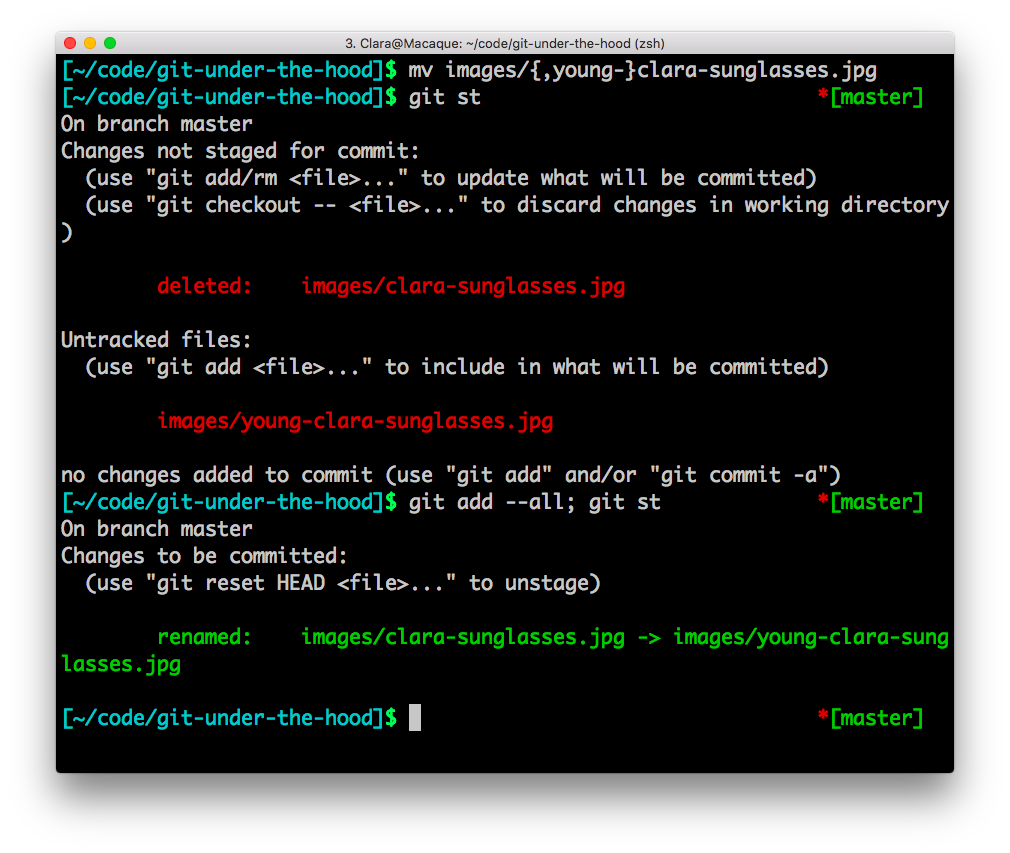 3. Clara@Macaque: ~/code/git-under-the-hood (zsh)
[~/code/git-under-the-hood]$ mv images/{,young-}clara-sunglasses.jpg
[~/code/git-under-the-hood]$ git st *[master]
On branch master
Changes not staged for commit:
  (use "git add/rm <file>..." to update what will be committed)
  (use "git checkout -- <file>..." to discard changes in working directory
)
        deleted:    images/clara-sunglasses.jpg
Untracked files:
  (use "git add <file>..." to include in what will be committed)
        images/young-clara-sunglasses.jpg
no changes added to commit (use "git add" and/or "git commit -a")
[~/code/git-under-the-hood]$ git add --all; git st *[master]
On branch master
Changes to be committed:
  (use "git reset HEAD <file>..." to unstage)
        renamed:    images/clara-sunglasses.jpg -> images/young-clara-sung
lasses.jpg
[~/code/git-under-the-hood]$ *[master]